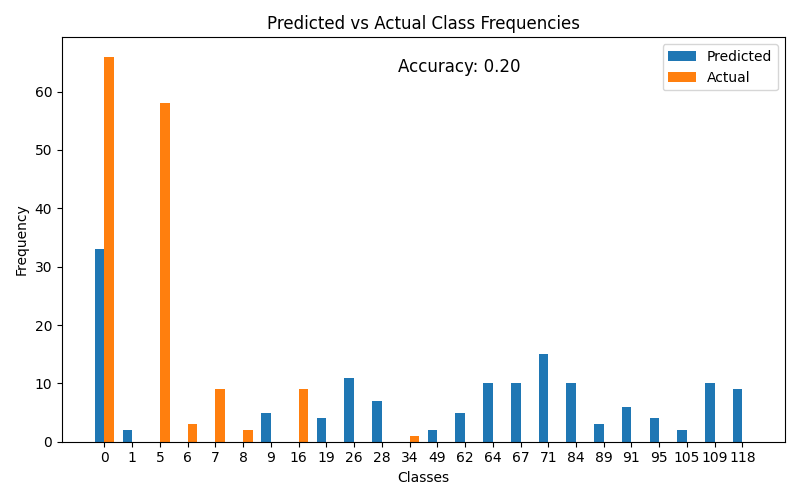 Predicted vs Actual Class Frequencies
Accuracy: 0.20
Predicted
Actual
Frequency
60
50
40
30
20
10
0
0 1 5 6 7 8 9 16 19 26 28 34 49 62 64 67 71 84 89 91 95 105 109 118
Classes